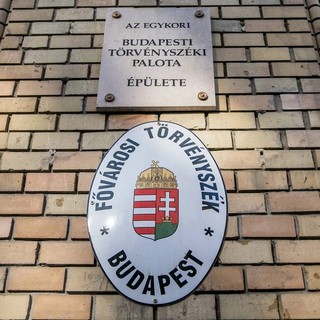 AZ EGYKORI
BUDAPESTI
TÖRVÉNYSZÉKI
PALOTA
ÉPÜLETE
FŐVÁROSI TÖRVÉNYSZÉK
* BUDAPEST *